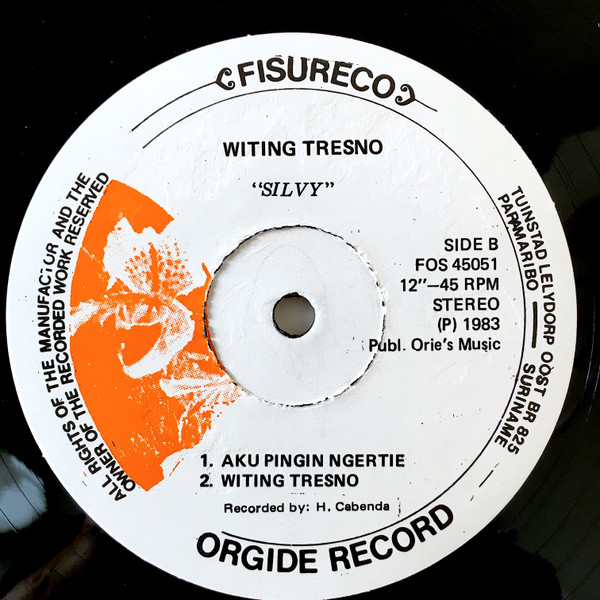 FISURECO
WITING TRESNO
"SILVY"
SIDE B
FOS 45051
12"—45 RPM
STEREO
(P) 1983
Publ. Orie's Music
1. AKU PINGIN NGERTIE
2. WITING TRESNO
Recorded by: H. Cabenda
ORGIDE RECORD
ALL RIGHTS OF THE MANUFACTOR AND THE
OWNER OF THE RECORDED WORK RESERVED
TUINSTAD LELYDORP OOST BR 825
PARAMARIBO — SURINAME